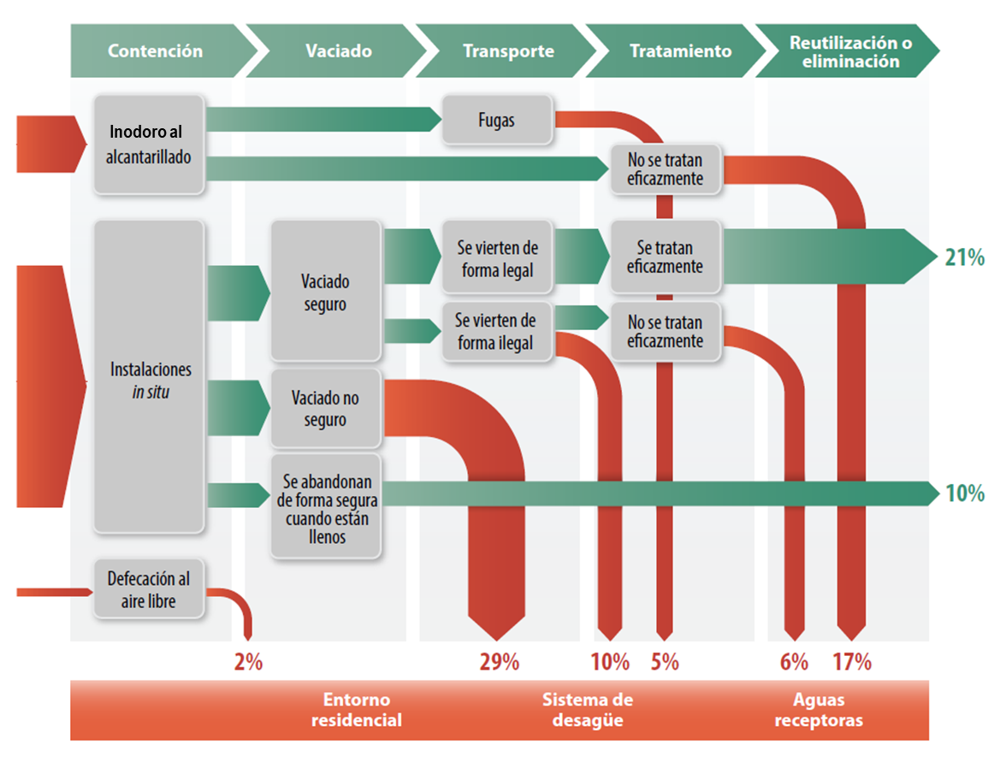 Contención
Vaciado
Transporte
Tratamiento
Reutilización o
eliminación
Inodoro al
alcantarillado
Fugas
No se tratan
eficazmente
Instalaciones
in situ
Vaciado
seguro
Se vierten de
forma legal
Se tratan
eficazmente
21%
Se vierten de
forma ilegal
No se tratan
eficazmente
Vaciado no
seguro
Se abandonan
de forma segura
cuando están
llenos
10%
Defecación al
aire libre
2%
29%
10%
5%
6%
17%
Entorno
residencial
Sistema de
desagüe
Aguas
receptoras